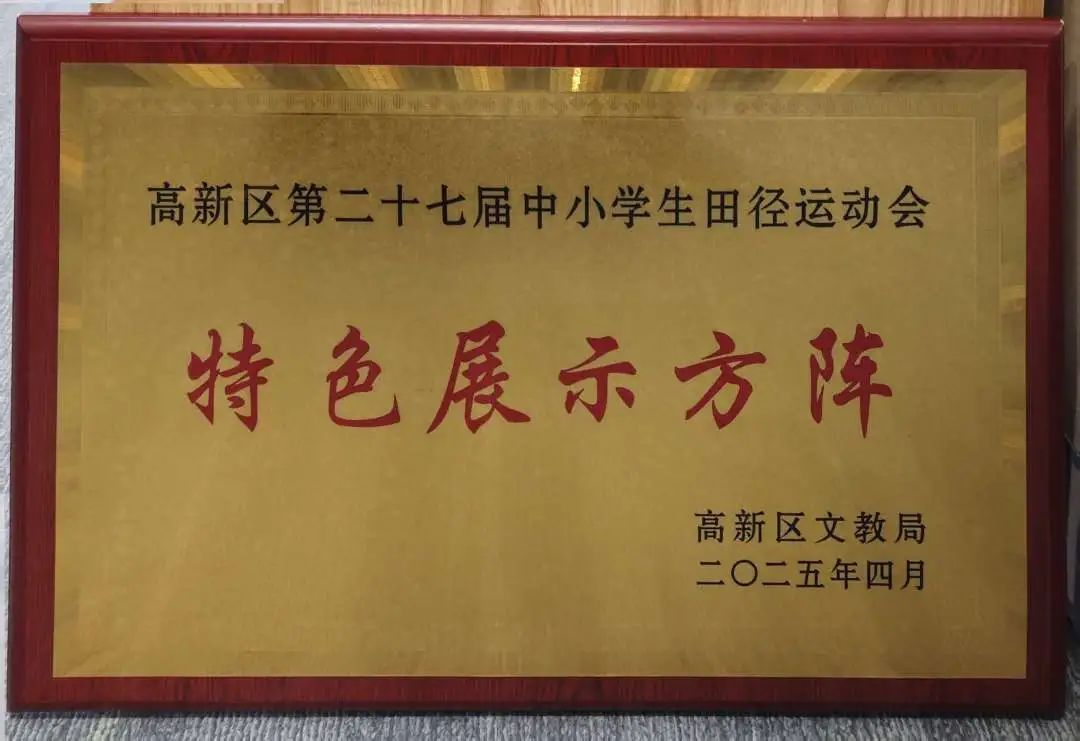 高新区第二十七届中小学生田径运动会
特色展示方阵
高新区文教局
二〇二五年四月